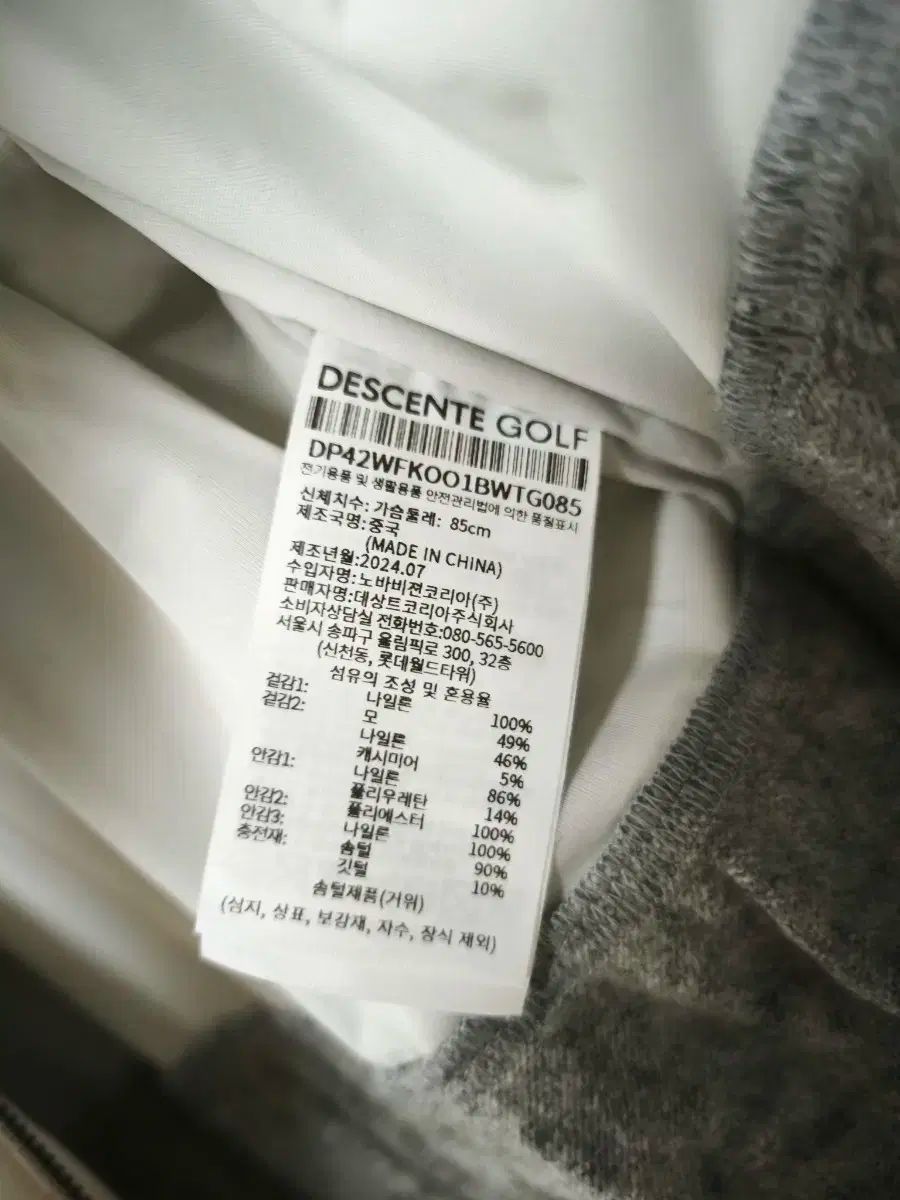 DESCENTE GOLF
DP42WFK001BWTG085
전기용품 및 생활용품 안전관리법에 의한 품질표시
신체치수: 가슴둘레: 85cm
제조국명: 중국
(MADE IN CHINA)
제조년월:2024.07
수입자명:노바비젼코리아(주)
판매자명:데상트코리아주식회사
소비자상담실 전화번호:080-565-5600
서울시 송파구 올림픽로 300, 32층
(신천동, 롯데월드타워)
섬유의 조성 및 혼용율
겉감1: 나일론 100%
겉감2: 모 49%
나일론 46%
캐시미어 5%
안감1: 나일론 86%
폴리우레탄 14%
안감2: 폴리에스터 100%
안감3: 나일론 100%
충전재: 솜털 90%
깃털 10%
솜털제품(거위)
(심지, 상표, 보강재, 자수, 장식 제외)